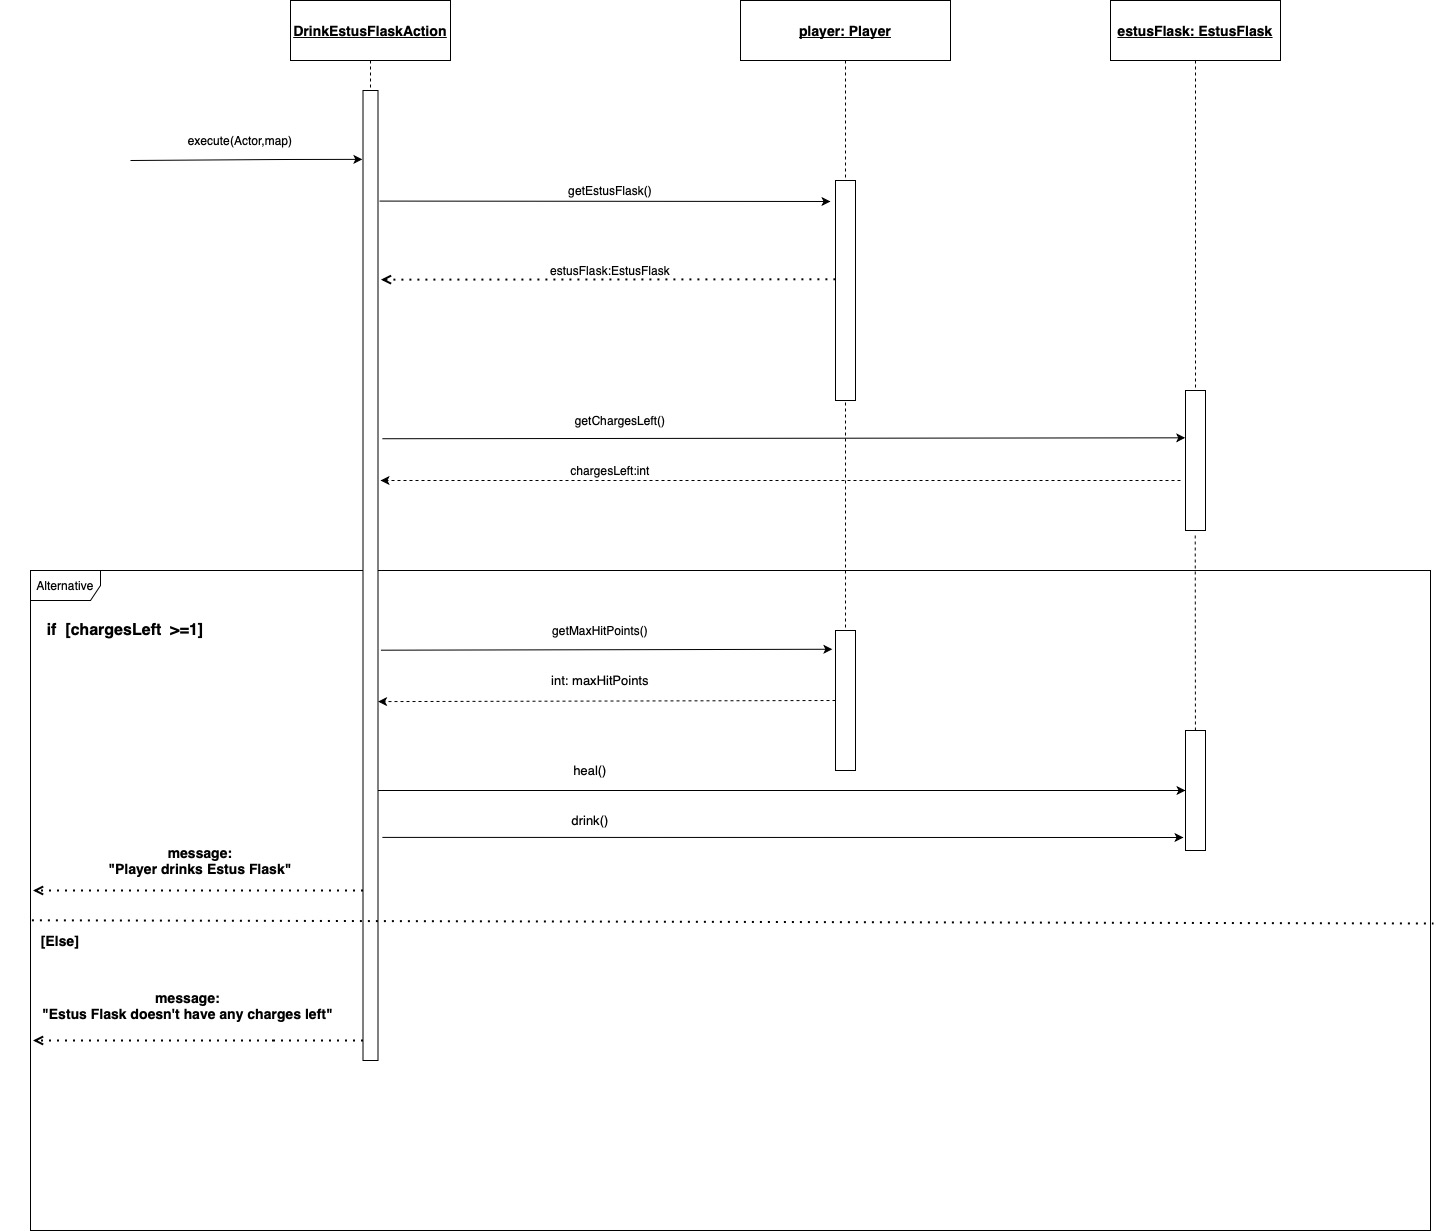 DrinkEstusFlaskAction
player: Player
estusFlask: EstusFlask
execute(Actor,map)
getEstusFlask()
estusFlask:EstusFlask
getChargesLeft()
chargesLeft:int
Alternative
if [chargesLeft >=1]
getMaxHitPoints()
int: maxHitPoints
heal()
drink()
message:
"Player drinks Estus Flask"
[Else]
message:
"Estus Flask doesn't have any charges left"